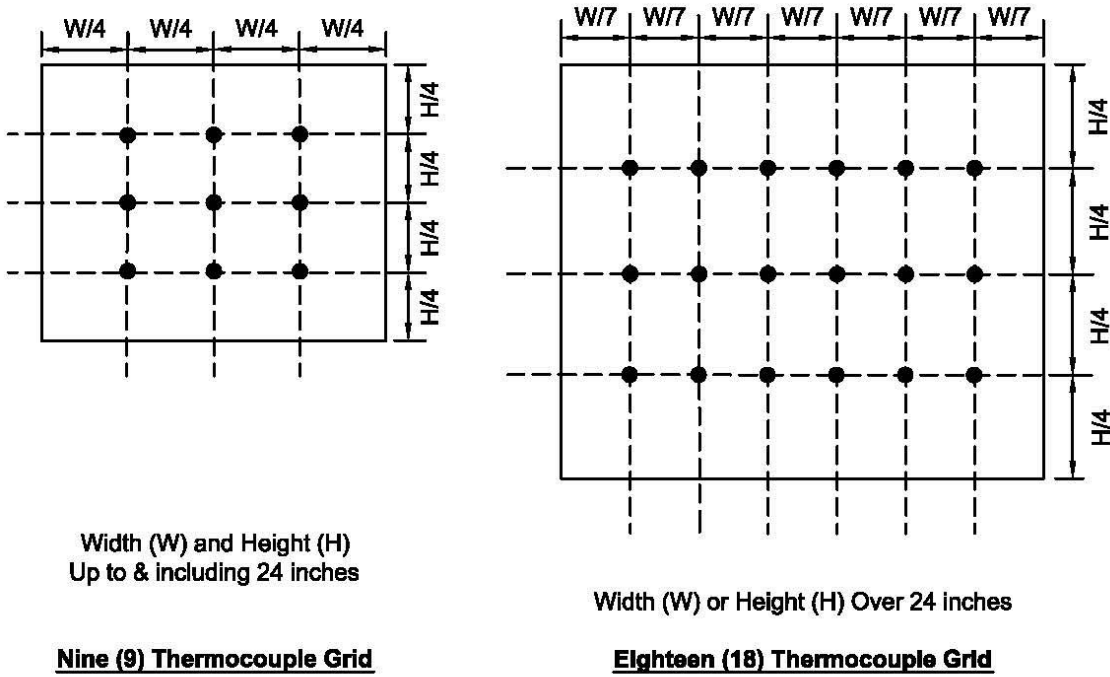 W/4 W/4 W/4 W/4
H/4
H/4
H/4
H/4
Width (W) and Height (H)
Up to & including 24 inches
Nine (9) Thermocouple Grid
W/7 W/7 W/7 W/7 W/7 W/7 W/7
H/4
H/4
H/4
H/4
Width (W) or Height (H) Over 24 inches
Eighteen (18) Thermocouple Grid